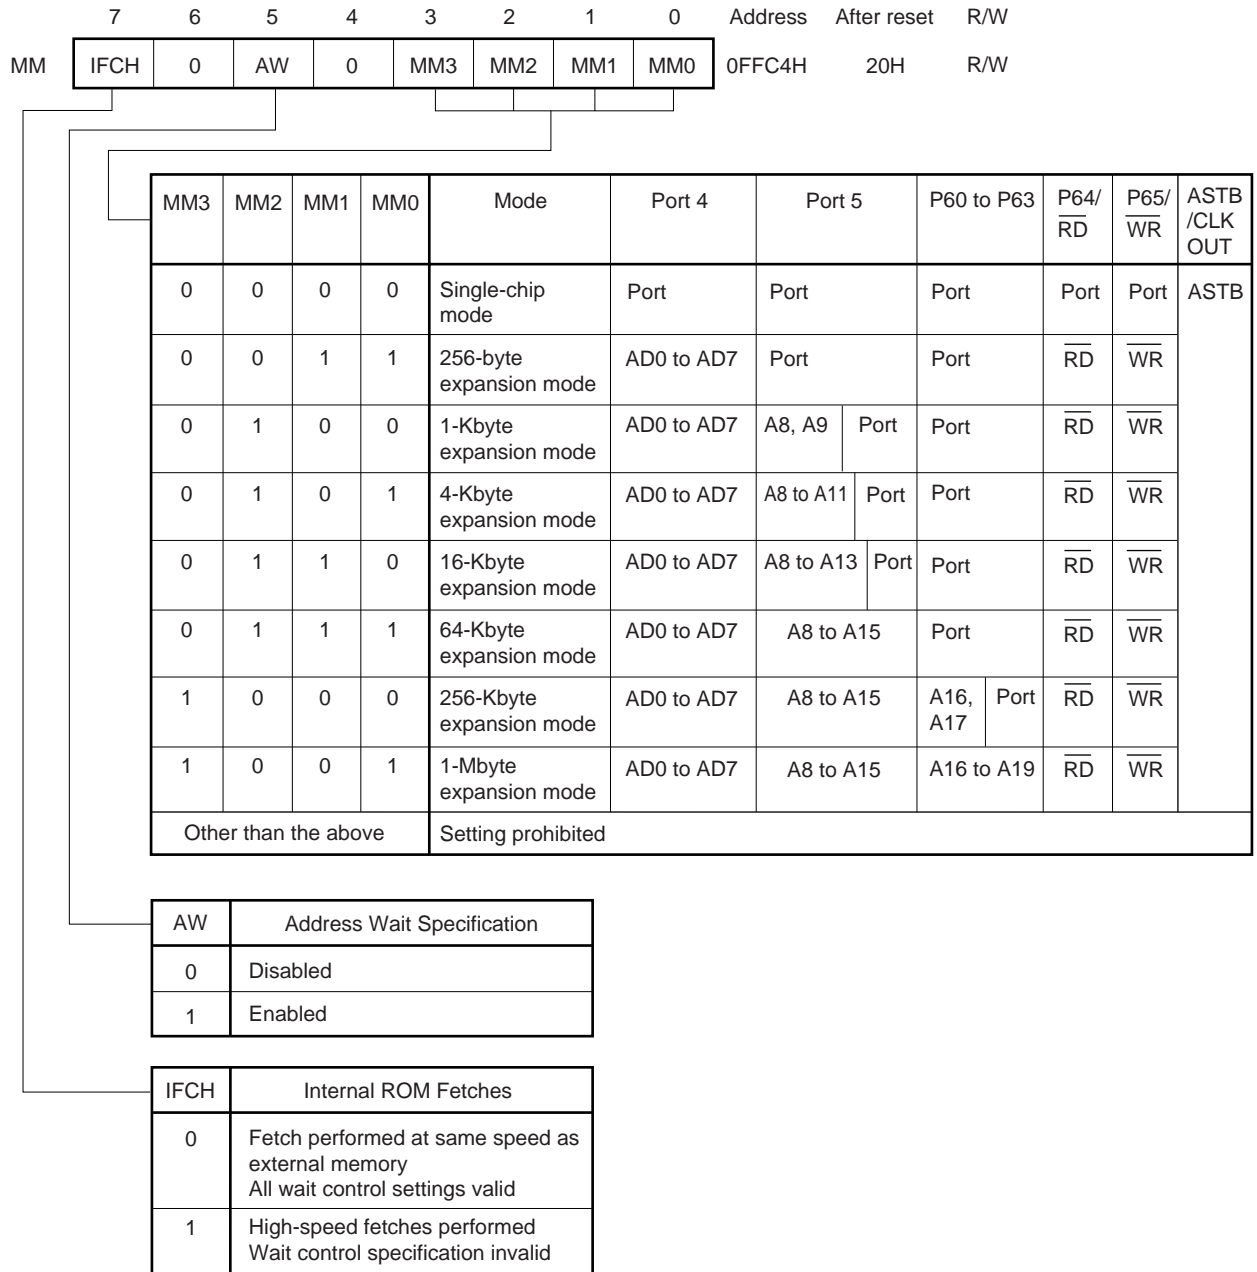 7 6 5 4 3 2 1 0 Address After reset R/W
MM IFCH 0 AW 0 MM3 MM2 MM1 MM0 0FFC4H 20H R/W
MM3 MM2 MM1 MM0 Mode Port 4 Port 5 P60 to P63 P64/ P65/ ASTB
RD WR /CLK
OUT
0 0 0 0 Single-chip Port Port Port Port Port ASTB
mode
0 0 1 1 256-byte AD0 to AD7 Port Port RD WR
expansion mode
0 1 0 0 1-Kbyte AD0 to AD7 A8, A9 Port Port RD WR
expansion mode
0 1 0 1 4-Kbyte AD0 to AD7 A8 to A11 Port Port RD WR
expansion mode
0 1 1 0 16-Kbyte AD0 to AD7 A8 to A13 Port Port RD WR
expansion mode
0 1 1 1 64-Kbyte AD0 to AD7 A8 to A15 Port RD WR
expansion mode
1 0 0 0 256-Kbyte AD0 to AD7 A8 to A15 A16, Port RD WR
expansion mode A17
1 0 0 1 1-Mbyte AD0 to AD7 A8 to A15 A16 to A19 RD WR
expansion mode
Other than the above Setting prohibited
AW Address Wait Specification
0 Disabled
1 Enabled
IFCH Internal ROM Fetches
0 Fetch performed at same speed as
external memory
All wait control settings valid
1 High-speed fetches performed
Wait control specification invalid